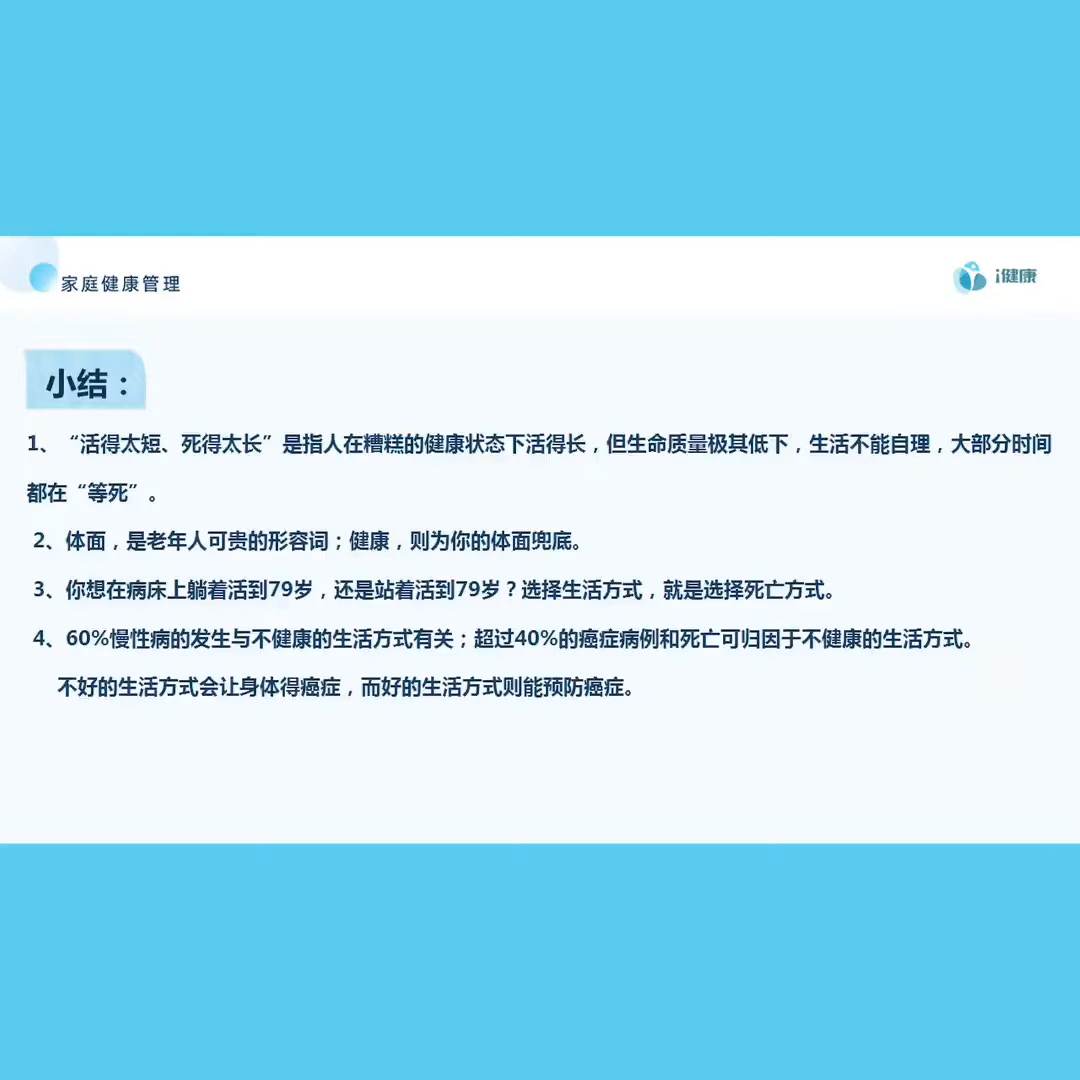 家庭健康管理
i健康
小结：
1、“活得太短、死得太长”是指人在糟糕的健康状态下活得长，但生命质量极其低下，生活不能自理，大部分时间
都在“等死”。
2、体面，是老年人可贵的形容词；健康，则为你的体面兜底。
3、你想在病床上躺着活到79岁，还是站着活到79岁？选择生活方式，就是选择死亡方式。
4、60%慢性病的发生与不健康的生活方式有关；超过40%的癌症病例和死亡可归因于不健康的生活方式。
不好的生活方式会让身体得癌症，而好的生活方式则能预防癌症。